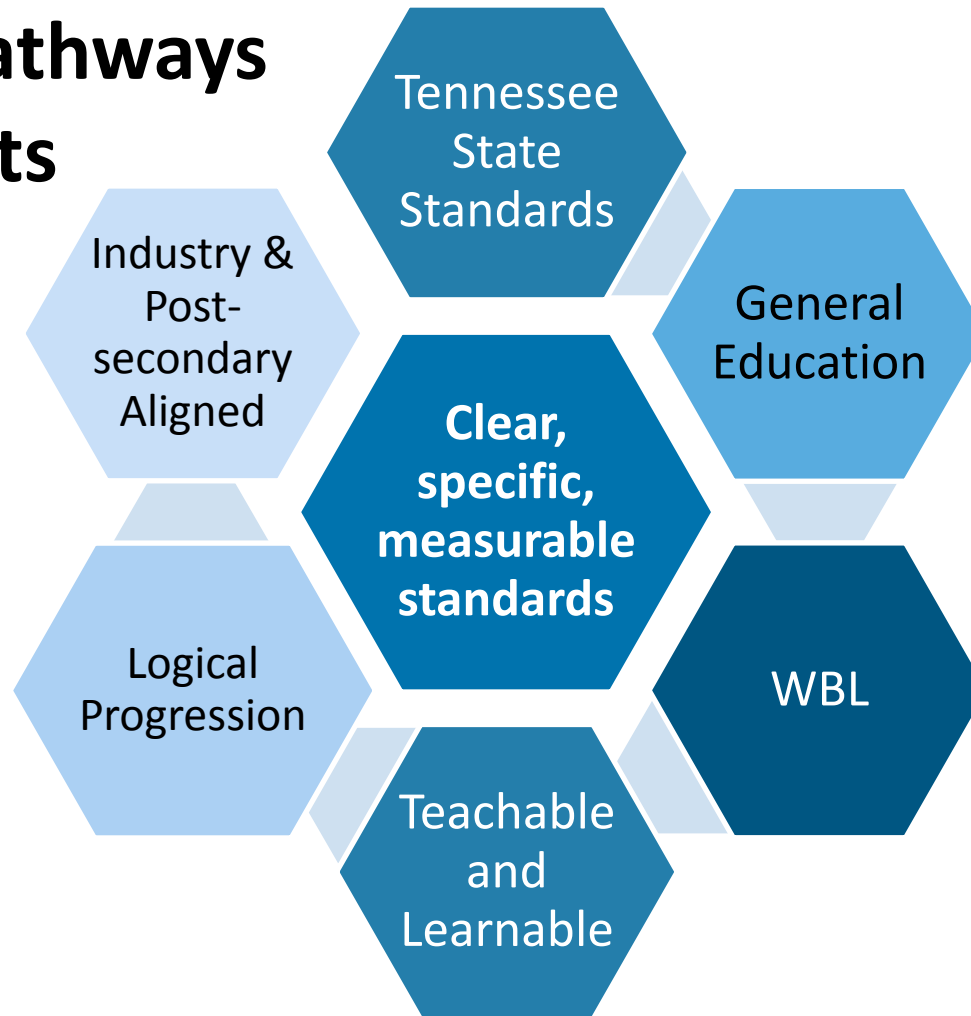 athways
ts
Tennessee
State
Standards
General
Education
WBL
Teachable
and
Learnable
Logical
Progression
Industry &
Post-
secondary
Aligned
Clear,
specific,
measurable
standards